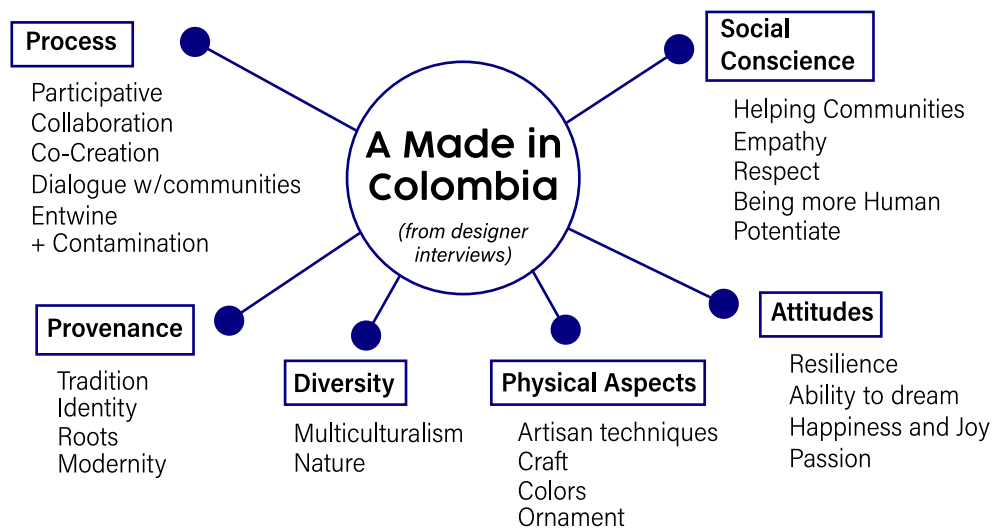 Process
Participative
Collaboration
Co-Creation
Dialogue w/communities
Entwine
+ Contamination
A Made in
Colombia
(from designer
interviews)
Social
Conscience
Helping Communities
Empathy
Respect
Being more Human
Potentiate
Provenance
Tradition
Identity
Roots
Modernity
Diversity
Multiculturalism
Nature
Physical Aspects
Artisan techniques
Craft
Colors
Ornament
Attitudes
Resilience
Ability to dream
Happiness and Joy
Passion